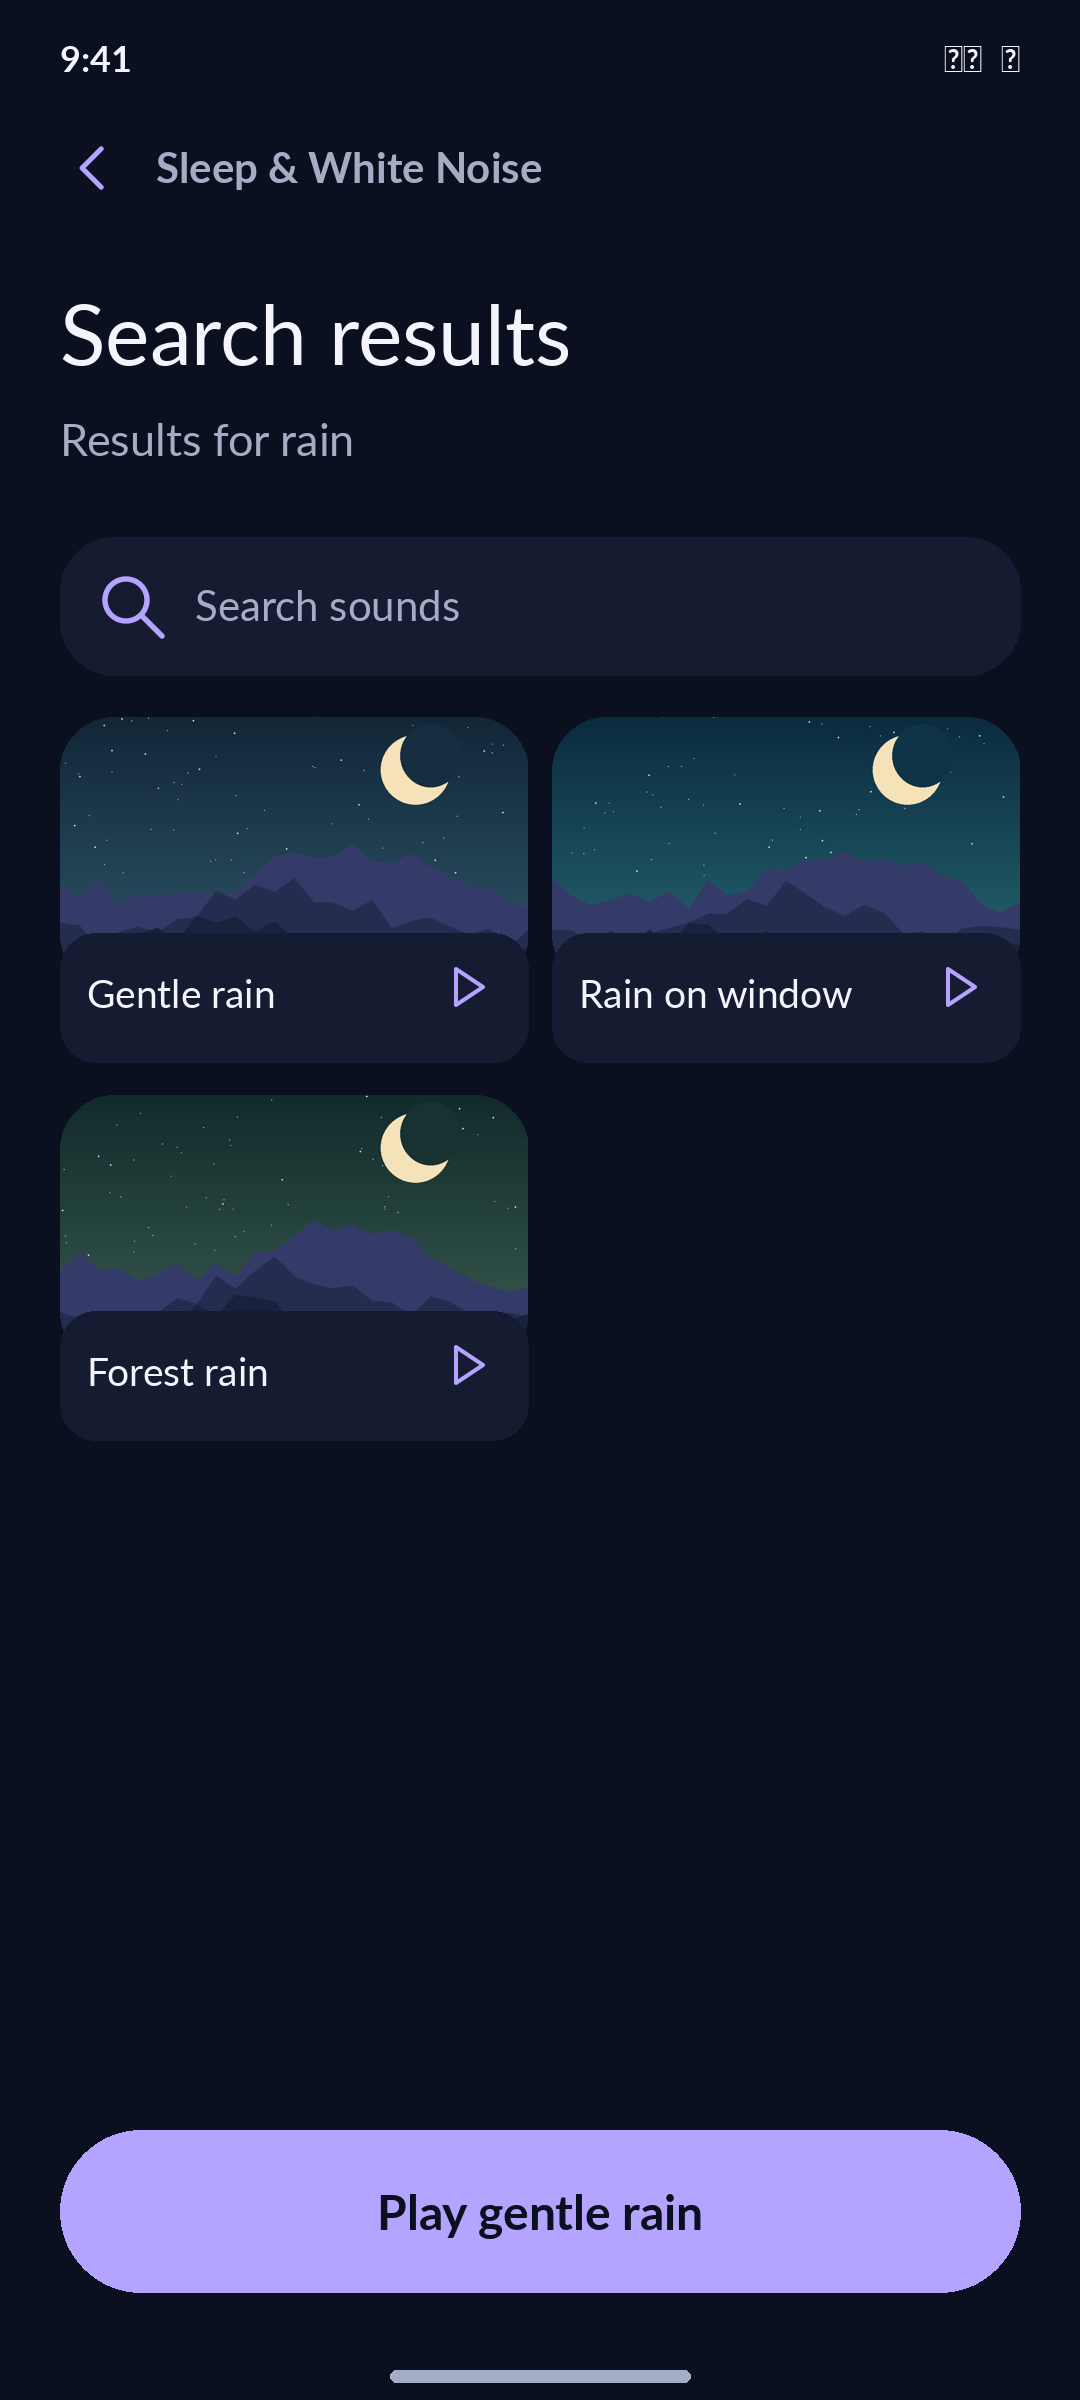 9:41
Sleep & White Noise
Search results
Results for rain
Search sounds
Gentle rain
Rain on window
Forest rain
Play gentle rain